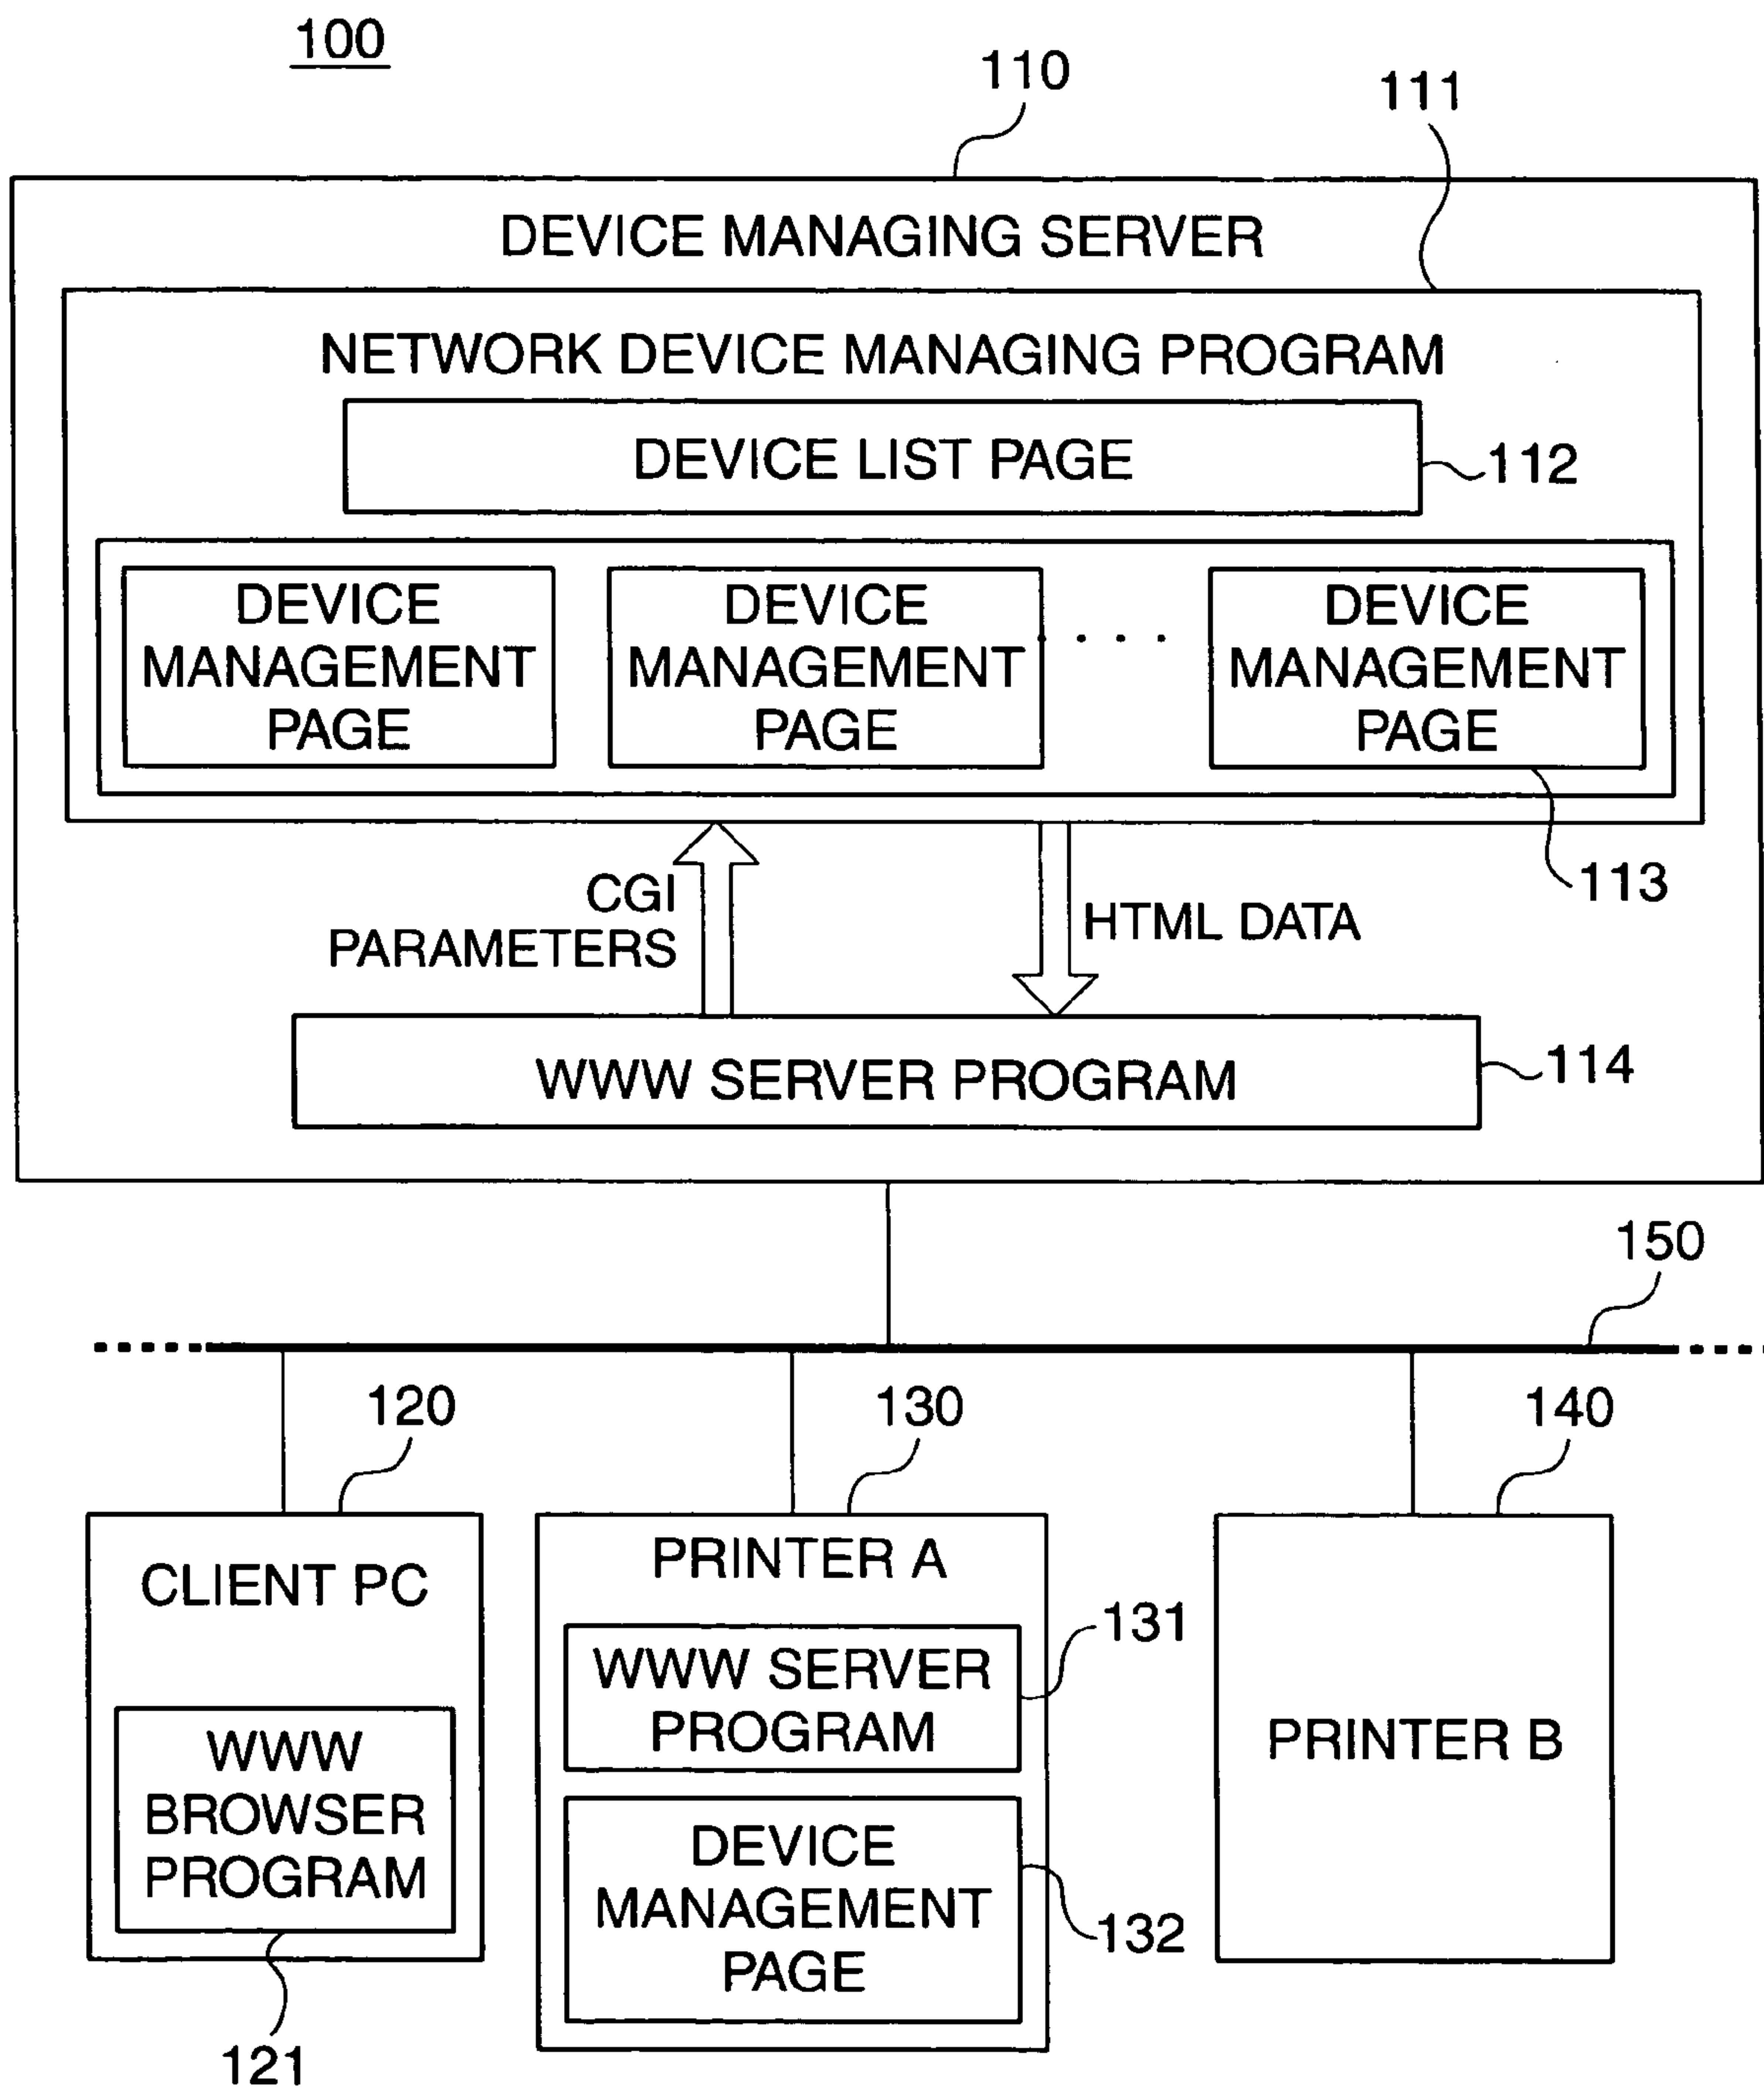 100
110
111
DEVICE MANAGING SERVER
NETWORK DEVICE MANAGING PROGRAM
DEVICE LIST PAGE
112
DEVICE
MANAGEMENT
PAGE
DEVICE
MANAGEMENT
PAGE
DEVICE
MANAGEMENT
PAGE
113
CGI
PARAMETERS
HTML DATA
WWW SERVER PROGRAM
114
150
120
130
140
CLIENT PC
WWW
BROWSER
PROGRAM
121
PRINTER A
WWW SERVER
PROGRAM
131
DEVICE
MANAGEMENT
PAGE
132
PRINTER B